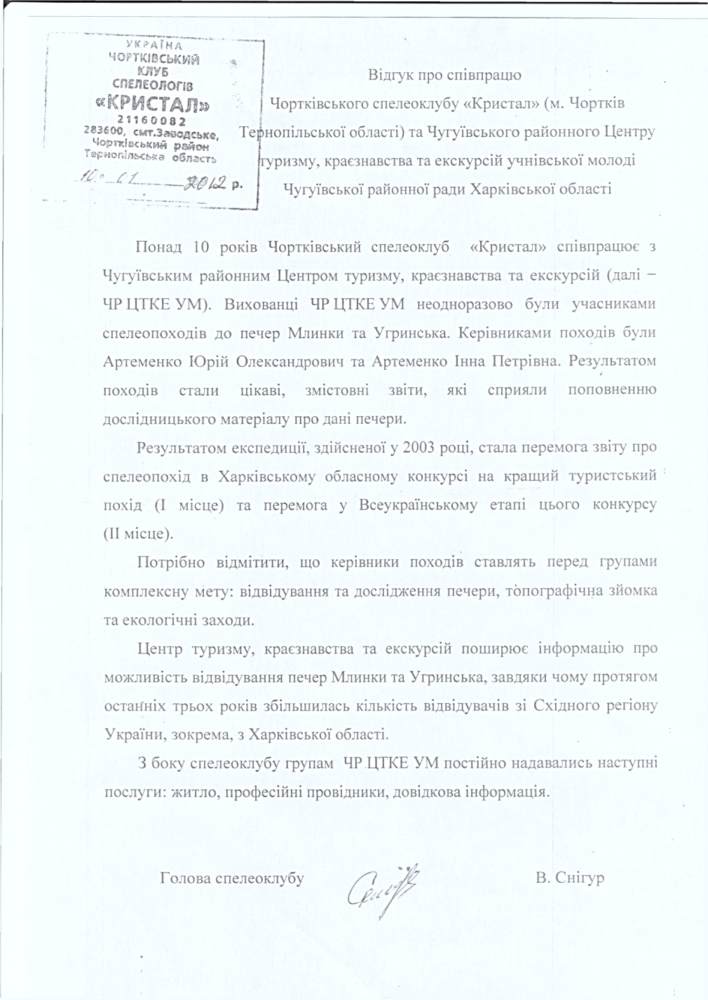 УКРАЇНА
ЧОРТКІВСЬКИЙ
КЛУБ
СПЕЛЕОЛОГІВ
«КРИСТАЛ»
21160082
283600, смт.Заводське,
Чортківський район
Тернопільська область
10 01 2012 р.
Відгук про співпрацю
Чортківського спелеоклубу «Кристал» (м. Чортків
Тернопільської області) та Чугуївського районного Центру
туризму, краєзнавства та екскурсій учнівської молоді
Чугуївської районної ради Харківської області
Понад 10 років Чортківський спелеоклуб «Кристал» співпрацює з
Чугуївським районним Центром туризму, краєзнавства та екскурсій (далі –
ЧР ЦТКЕ УМ). Вихованці ЧР ЦТКЕ УМ неодноразово були учасниками
спелеопоходів до печер Млинки та Угринська. Керівниками походів були
Артеменко Юрій Олександрович та Артеменко Інна Петрівна. Результатом
походів стали цікаві, змістовні звіти, які сприяли поповненню
дослідницького матеріалу про дані печери.
Результатом експедиції, здійсненої у 2003 році, стала перемога звіту про
спелеопохід в Харківському обласному конкурсі на кращий туристський
похід (І місце) та перемога у Всеукраїнському етапі цього конкурсу
(ІІ місце).
Потрібно відмітити, що керівники походів ставлять перед групами
комплексну мету: відвідування та дослідження печери, топографічна зйомка
та екологічні заходи.
Центр туризму, краєзнавства та екскурсій поширює інформацію про
можливість відвідування печер Млинки та Угринська, завдяки чому протягом
останніх трьох років збільшилась кількість відвідувачів зі Східного регіону
України, зокрема, з Харківської області.
З боку спелеоклубу групам ЧР ЦТКЕ УМ постійно надавались наступні
послуги: житло, професійні провідники, довідкова інформація.
Голова спелеоклубу В. Снігур